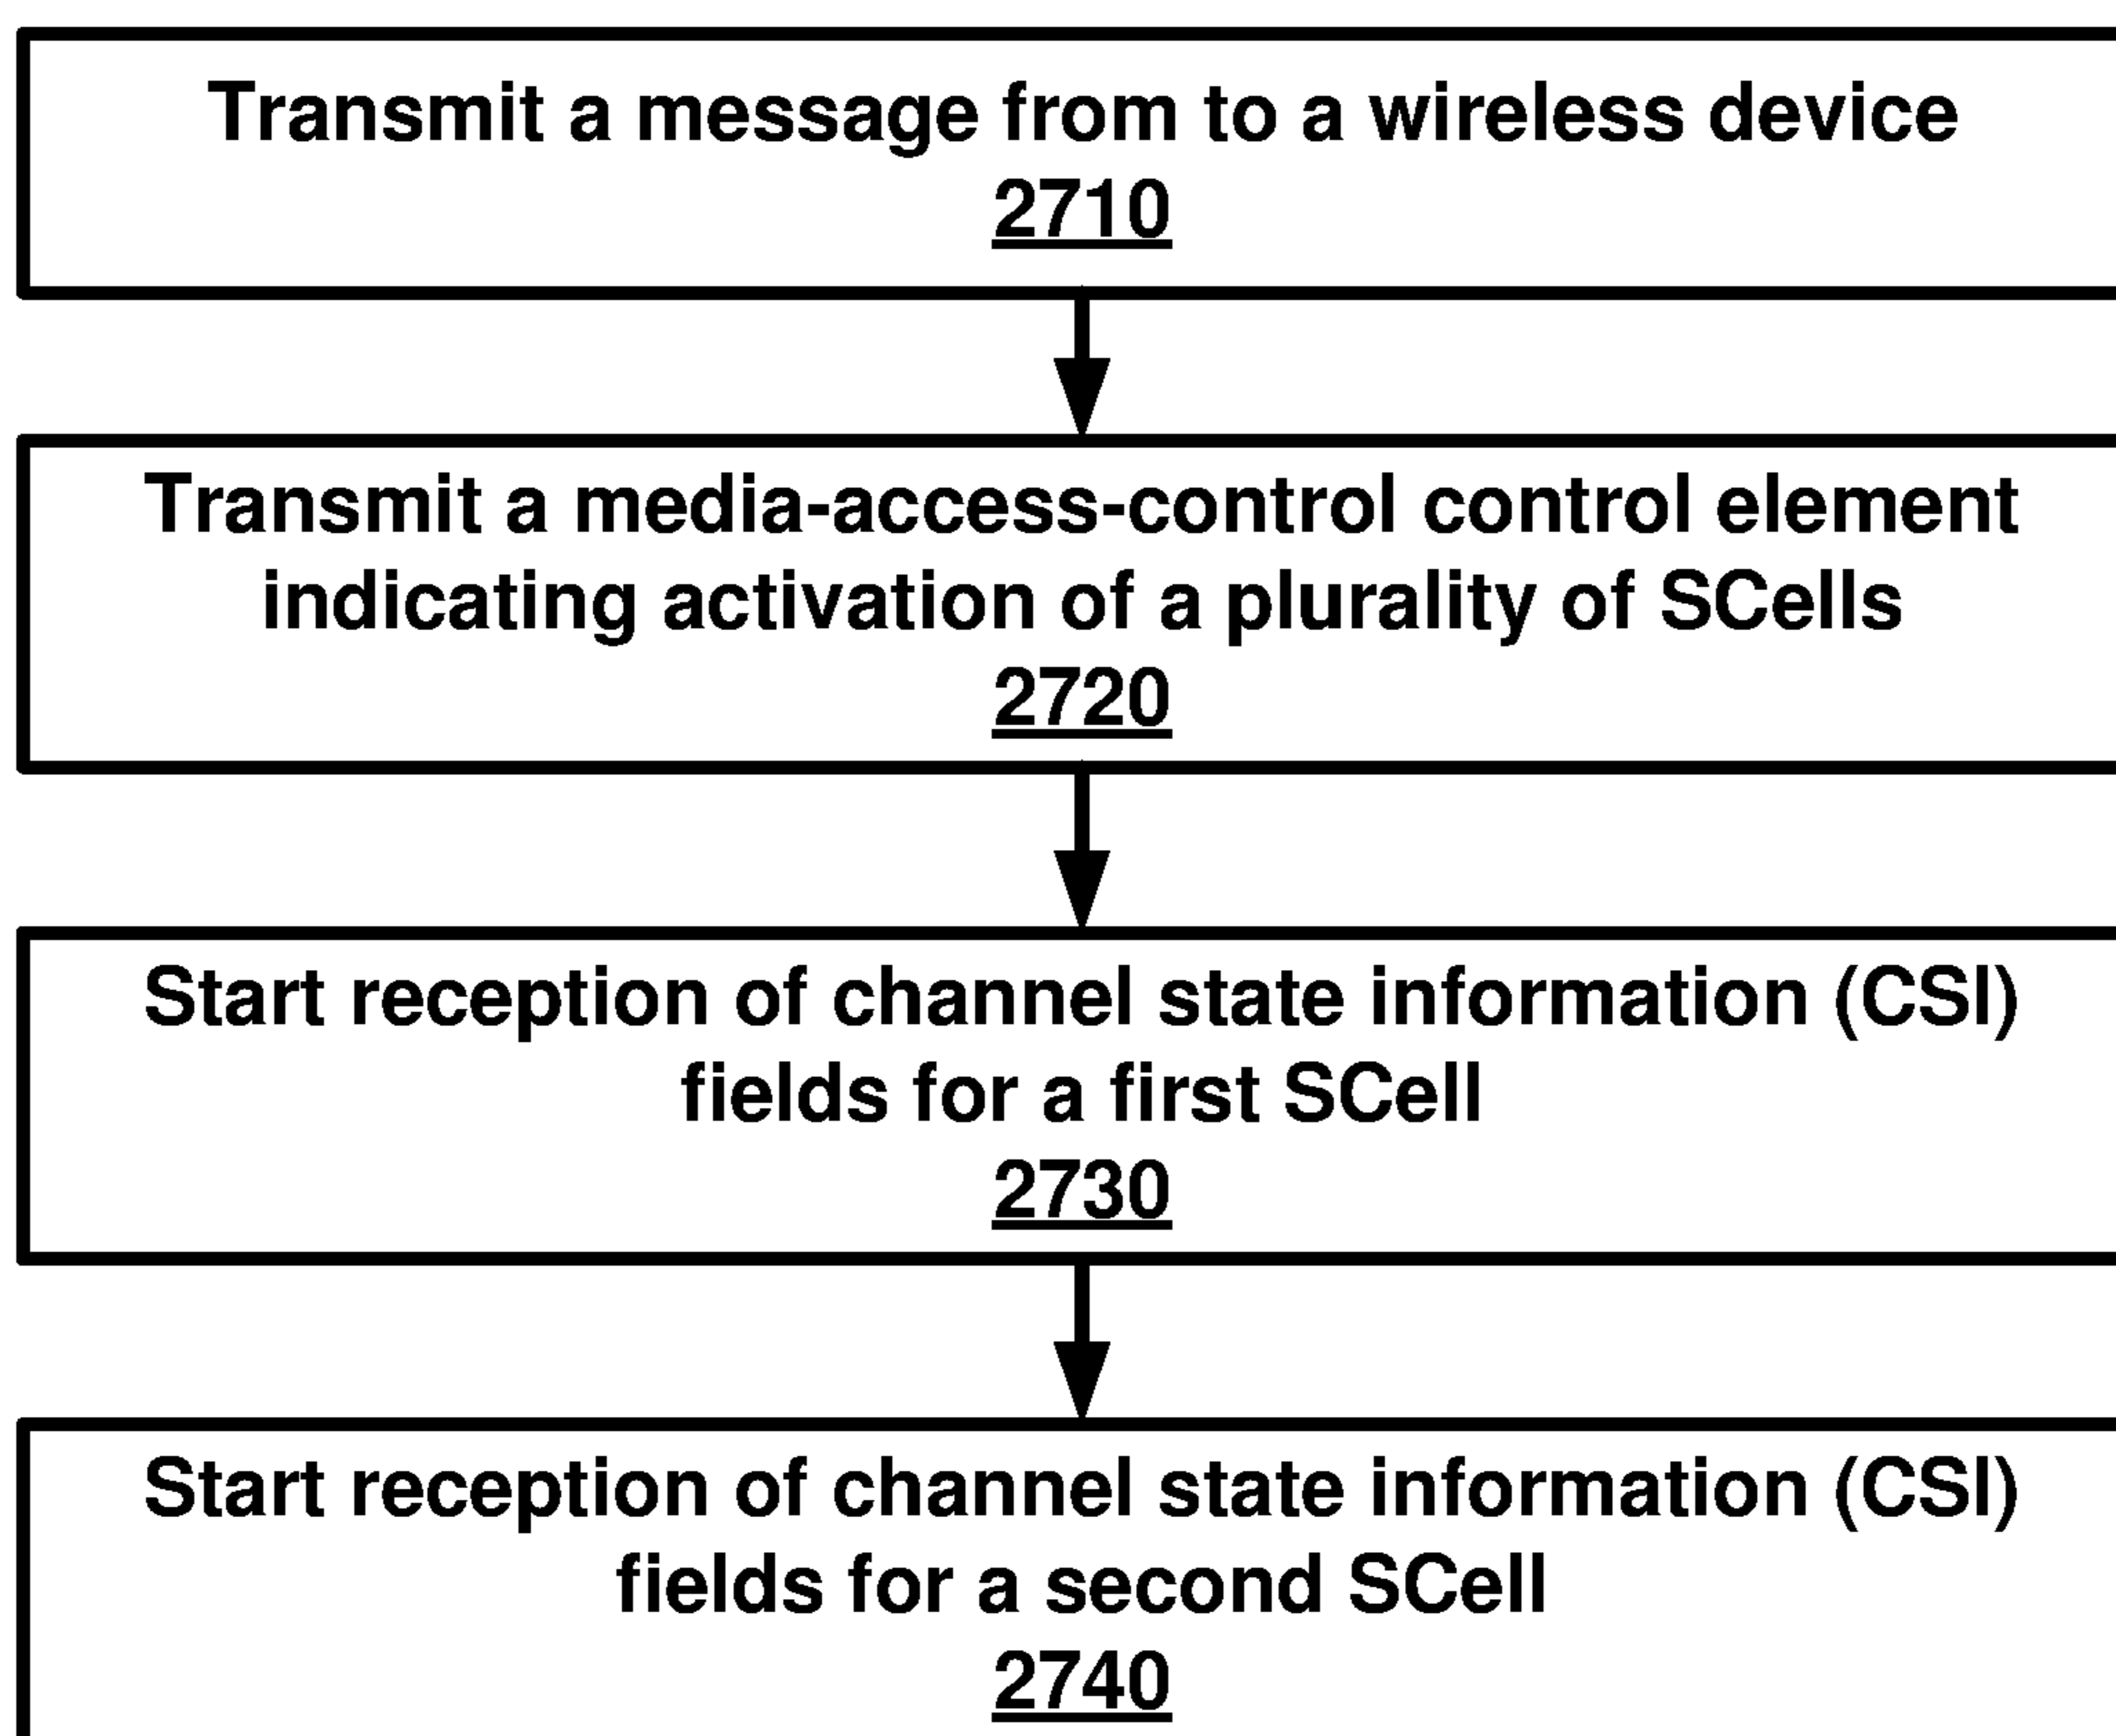 Transmit a message from to a wireless device
2710
Transmit a media-access-control control element
indicating activation of a plurality of SCells
2720
Start reception of channel state information (CSI)
fields for a first SCell
2730
Start reception of channel state information (CSI)
fields for a second SCell
2740